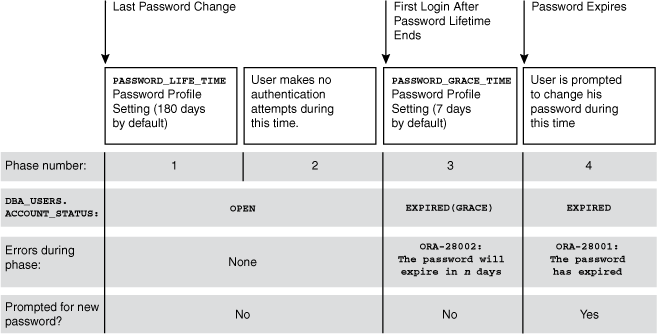 Last Password Change
First Login After
Password Lifetime
Ends
Password Expires
PASSWORD_LIFE_TIME
Password Profile
Setting (180 days
by default)
User makes no
authentication
attempts during
this time.
PASSWORD_GRACE_TIME
Password Profile
Setting (7 days
by default)
User is prompted
to change his
password during
this time
Phase number:
1
2
3
4
DBA_USERS.
ACCOUNT_STATUS:
OPEN
EXPIRED(GRACE)
EXPIRED
Errors during
phase:
None
ORA-28002:
The password will
expire in n days
ORA-28001:
The password
has expired
Prompted for new
password?
No
No
Yes